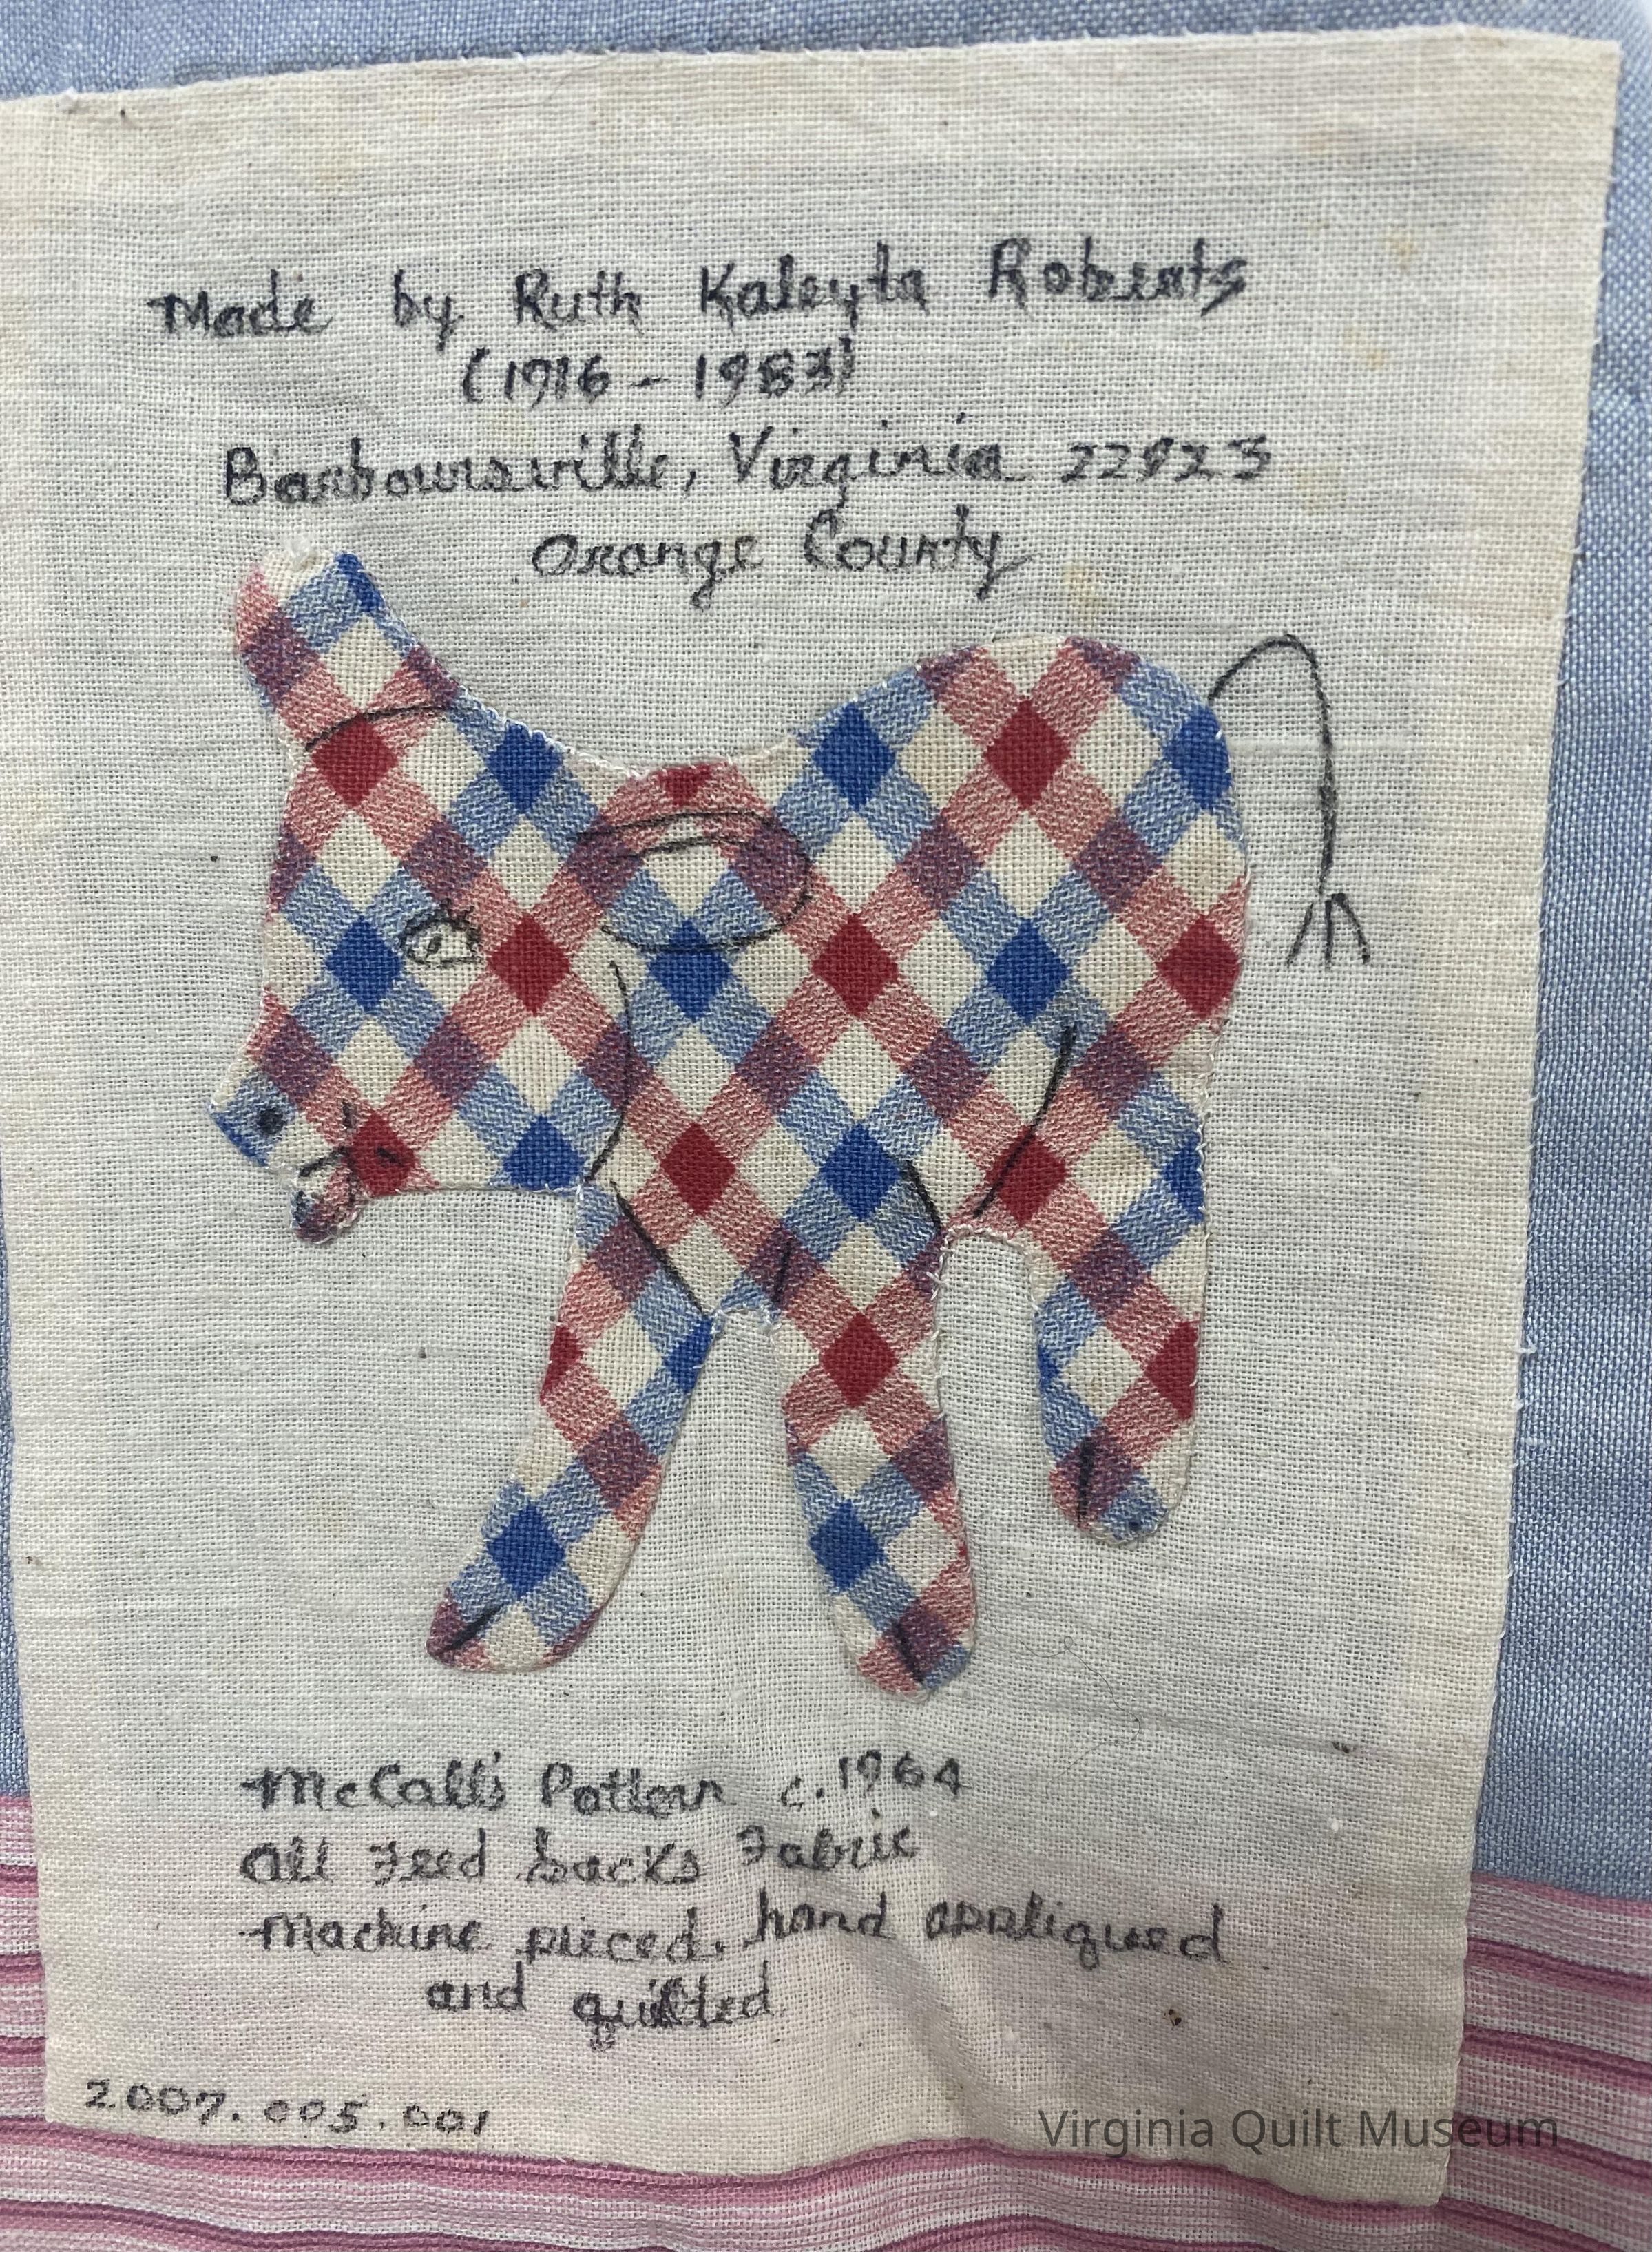 Made by Ruth Kaleyta Roberts
(1916 - 1983)
Barboursville, Virginia 22923
Orange County
McCall's Pattern c. 1964
All Feed Sacks Fabric
Machine pieced, hand appliqued
and quilted
2007.005.001
Virginia Quilt Museum